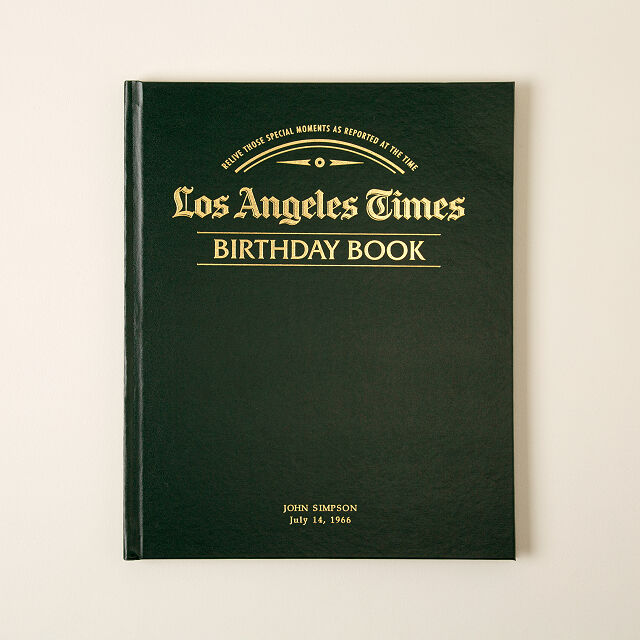 RELIVE THOSE SPECIAL MOMENTS AS REPORTED AT THE TIME
Los Angeles Times
BIRTHDAY BOOK
JOHN SIMPSON
July 14, 1966